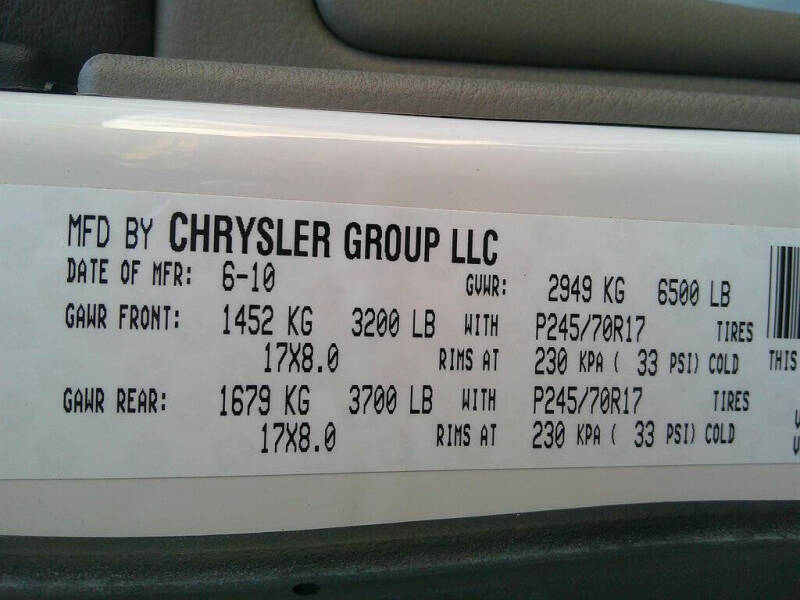 MFD BY CHRYSLER GROUP LLC
DATE OF MFR: 6-10 GVWR: 2949 KG 6500 LB
GAWR FRONT: 1452 KG 3200 LB WITH P245/70R17 TIRES
17X8.0 RIMS AT 230 KPA ( 33 PSI) COLD THIS
GAWR REAR: 1679 KG 3700 LB WITH P245/70R17 TIRES
17X8.0 RIMS AT 230 KPA ( 33 PSI) COLD